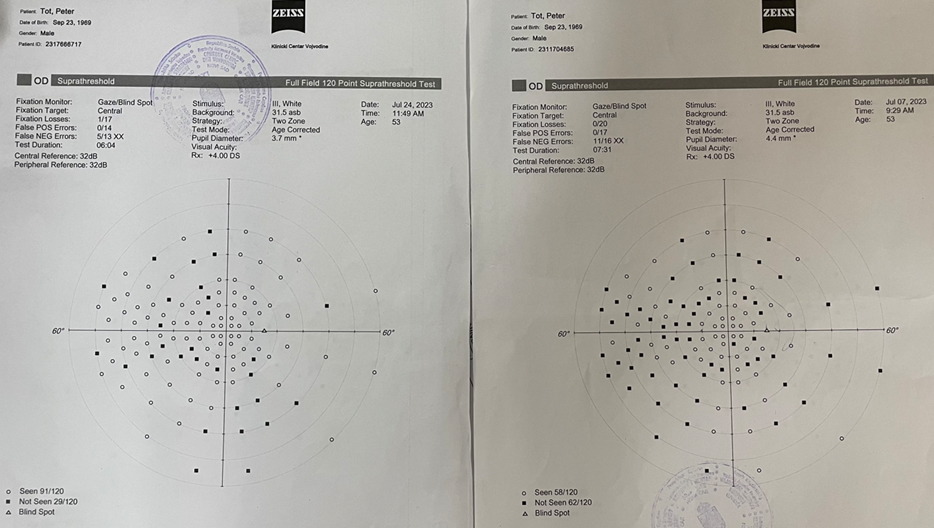 Patient: Tot, Peter
Date of Birth: Sep 23, 1969
Gender: Male
Patient ID: 2317666717
ZEISS
Klinicki Centar Vojvodine
OD Suprathreshold Full Field 120 Point Suprathreshold Test
Fixation Monitor: Gaze/Blind Spot Stimulus: III, White Date: Jul 24, 2023
Fixation Target: Central Background: 31.5 asb Time: 11:49 AM
Fixation Losses: 1/17 Strategy: Two Zone Age: 53
False POS Errors: 0/14 Test Mode: Age Corrected
False NEG Errors: 5/13 XX Pupil Diameter: 3.7 mm *
Test Duration: 06:04 Visual Acuity:
Rx: +4.00 DS
Central Reference: 32dB
Peripheral Reference: 32dB
60° 60°
Seen 91/120
Not Seen 29/120
Blind Spot
Patient: Tot, Peter
Date of Birth: Sep 23, 1969
Gender: Male
Patient ID: 2311704685
ZEISS
Klinicki Centar Vojvodine
OD Suprathreshold Full Field 120 Point Suprathreshold Test
Fixation Monitor: Gaze/Blind Spot Stimulus: III, White Date: Jul 07, 2023
Fixation Target: Central Background: 31.5 asb Time: 9:29 AM
Fixation Losses: 0/20 Strategy: Two Zone Age: 53
False POS Errors: 0/17 Test Mode: Age Corrected
False NEG Errors: 11/16 XX Pupil Diameter: 4.4 mm *
Test Duration: 07:31 Visual Acuity:
Rx: +4.00 DS
Central Reference: 32dB
Peripheral Reference: 32dB
60° 60°
Seen 58/120
Not Seen 62/120
Blind Spot